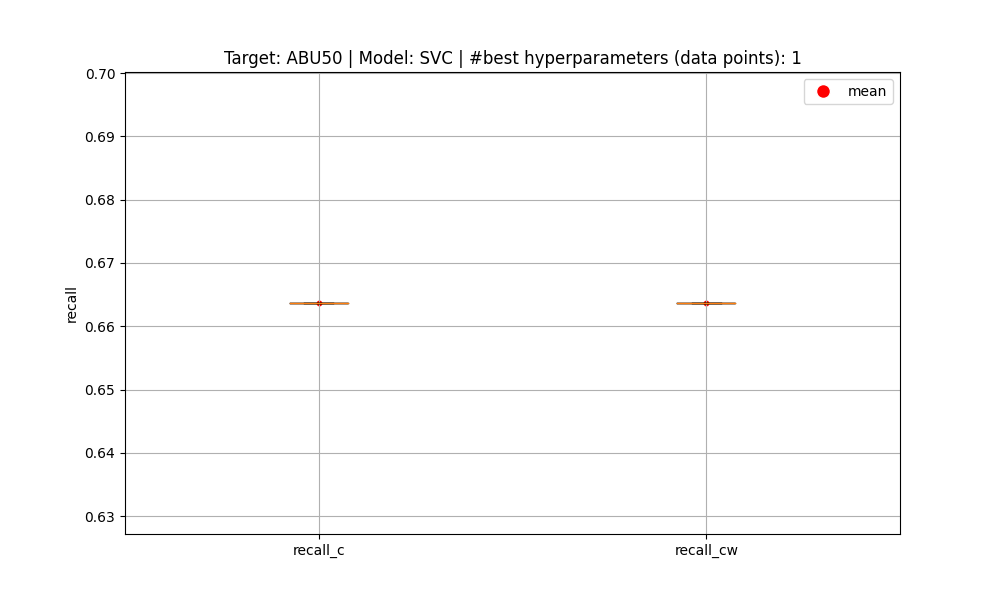 Target: ABU50 | Model: SVC | #best hyperparameters (data points): 1
mean
0.70
0.69
0.68
0.67
0.66
0.65
0.64
0.63
recall
recall_c
recall_cw